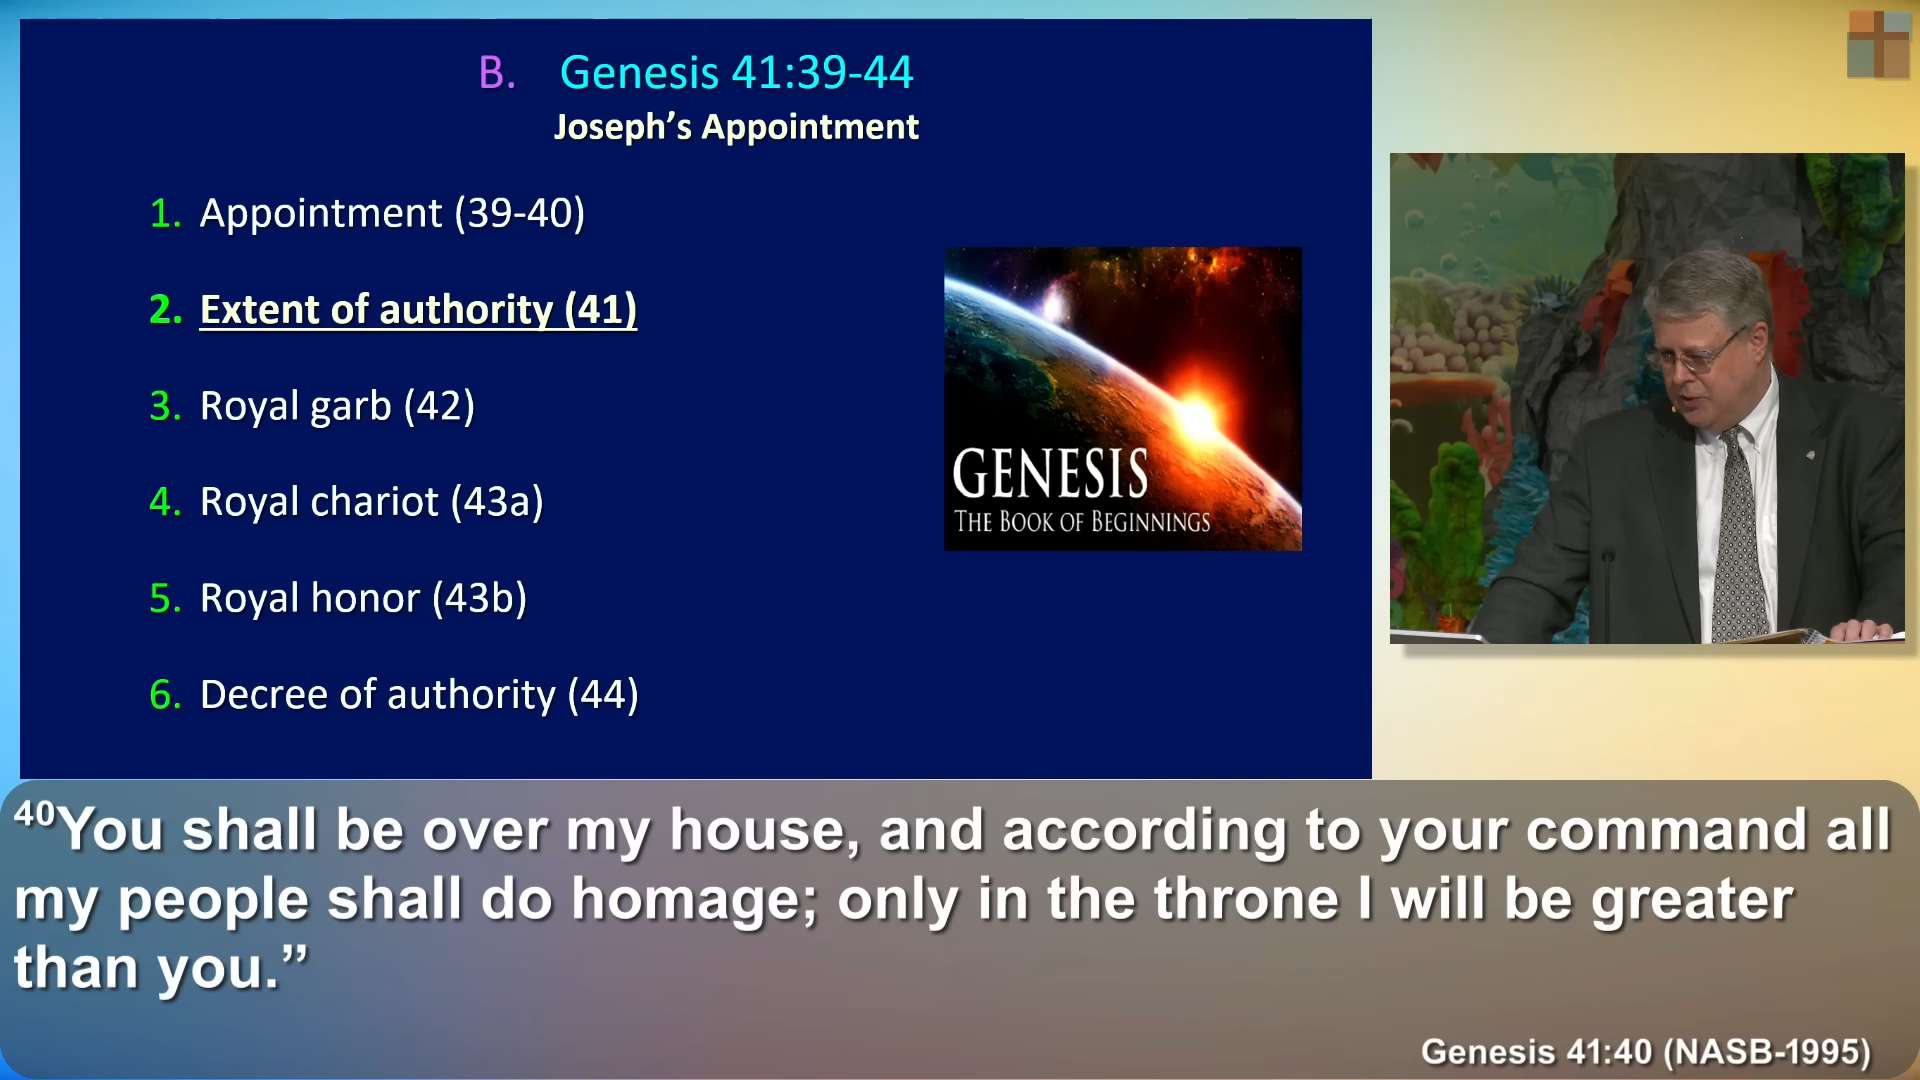 B. Genesis 41:39-44
Joseph’s Appointment
1. Appointment (39-40)
2. Extent of authority (41)
3. Royal garb (42)
4. Royal chariot (43a)
5. Royal honor (43b)
6. Decree of authority (44)
GENESIS
THE BOOK OF BEGINNINGS
40You shall be over my house, and according to your command all
my people shall do homage; only in the throne I will be greater
than you.”
Genesis 41:40 (NASB-1995)